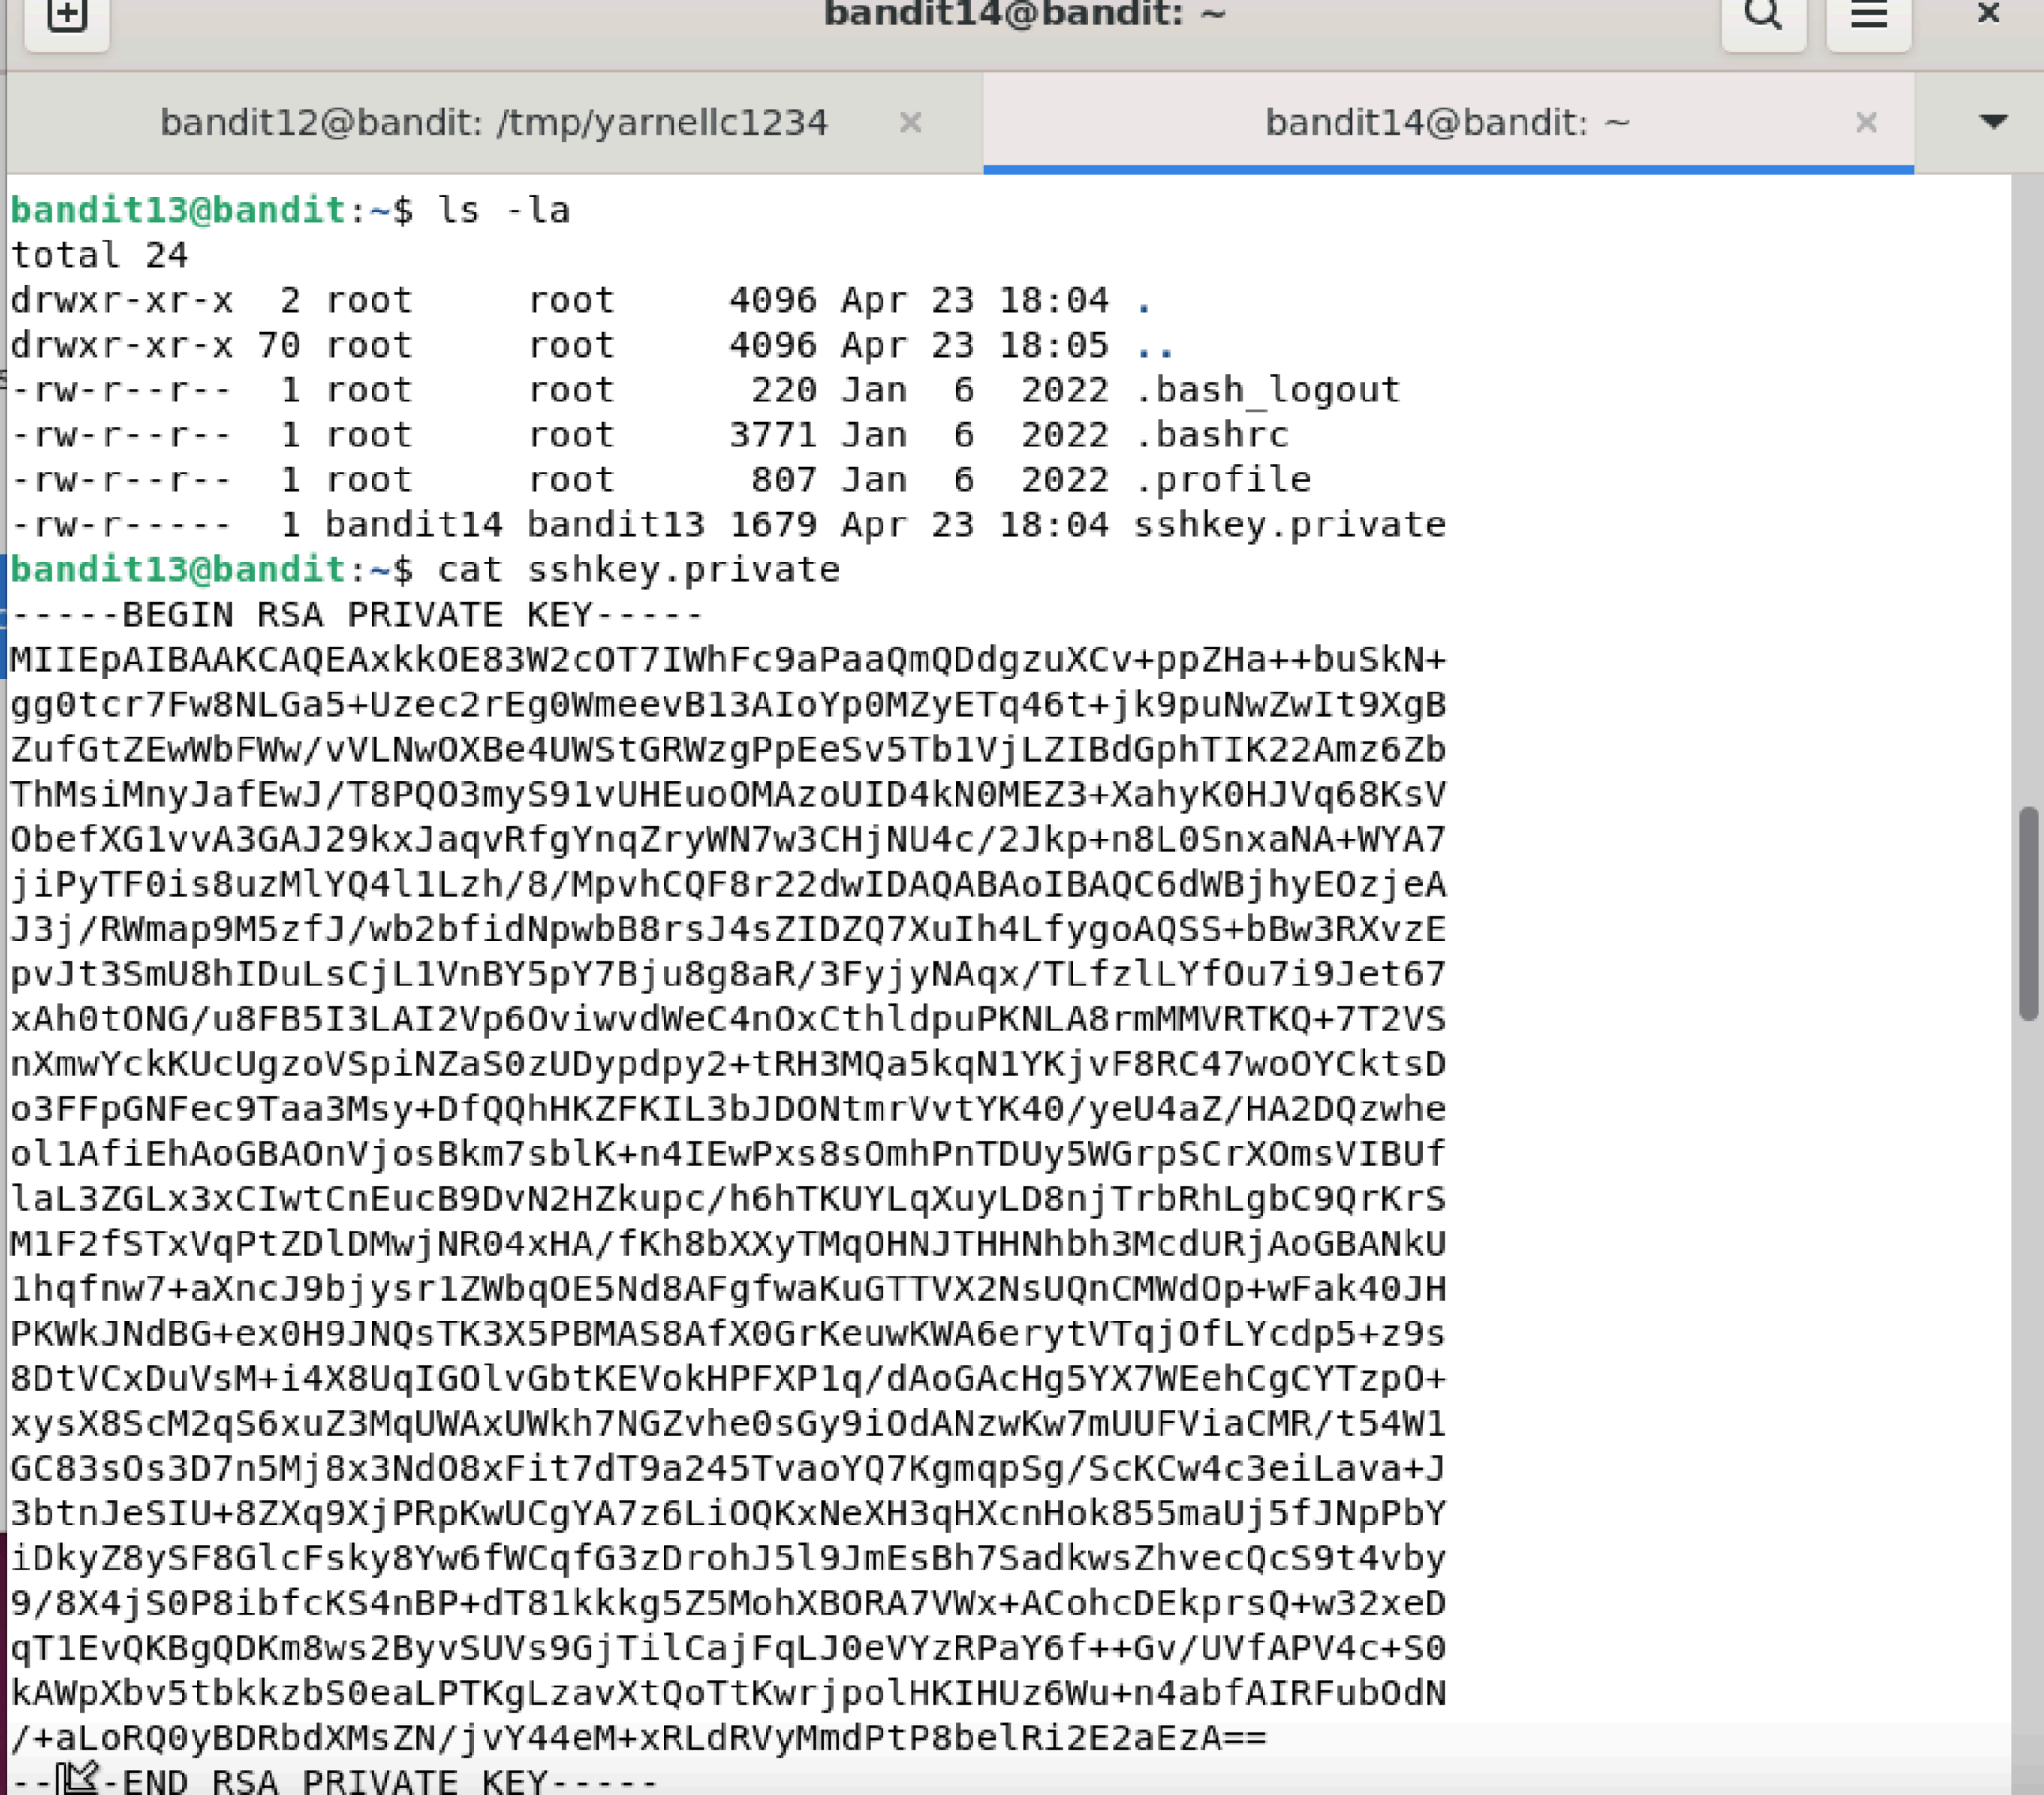 bandit14@bandit: ~
bandit12@bandit: /tmp/yarnellc1234
bandit14@bandit: ~
bandit13@bandit:~$ ls -la
total 24
drwxr-xr-x  2 root     root     4096 Apr 23 18:04 .
drwxr-xr-x 70 root     root     4096 Apr 23 18:05 ..
-rw-r--r--  1 root     root      220 Jan  6  2022 .bash_logout
-rw-r--r--  1 root     root     3771 Jan  6  2022 .bashrc
-rw-r--r--  1 root     root      807 Jan  6  2022 .profile
-rw-r-----  1 bandit14 bandit13 1679 Apr 23 18:04 sshkey.private
bandit13@bandit:~$ cat sshkey.private
-----BEGIN RSA PRIVATE KEY-----
MIIEpAIBAAKCAQEAxkkOE83W2cOT7IWhFc9aPaaQmQDdgzuXCv+ppZHa++buSkN+
gg0tcr7Fw8NLGa5+Uzec2rEg0WmeevB13AIoYp0MZyETq46t+jk9puNwZwIt9XgB
ZufGtZEwWbFWw/vVLNwOXBe4UWStGRWzgPpEeSv5Tb1VjLZIBdGphTIK22Amz6Zb
ThMsiMnyJafEwJ/T8PQO3myS91vUHEuoOMAzoUID4kN0MEZ3+XahyK0HJVq68KsV
ObefXG1vvA3GAJ29kxJaqvRfgYnqZryWN7w3CHjNU4c/2Jkp+n8L0SnxaNA+WYA7
jiPyTF0is8uzMlYQ4l1Lzh/8/MpvhCQF8r22dwIDAQABAoIBAQC6dWBjhyEOzjeA
J3j/RWmap9M5zfJ/wb2bfidNpwbB8rsJ4sZIDZQ7XuIh4LfygoAQSS+bBw3RXvzE
pvJt3SmU8hIDuLsCjL1VnBY5pY7Bju8g8aR/3FyjyNAqx/TLfzlLYfOu7i9Jet67
xAh0tONG/u8FB5I3LAI2Vp6OviwvdWeC4nOxCthldpuPKNLA8rmMMVRTKQ+7T2VS
nXmwYckKUcUgzoVSpiNZaS0zUDypdpy2+tRH3MQa5kqN1YKjvF8RC47woOYCktsD
o3FFpGNFec9Taa3Msy+DfQQhHKZFKIL3bJDONtmrVvtYK40/yeU4aZ/HA2DQzwhe
ol1AfiEhAoGBAOnVjosBkm7sblK+n4IEwPxs8sOmhPnTDUy5WGrpSCrXOmsVIBUf
laL3ZGLx3xCIwtCnEucB9DvN2HZkupc/h6hTKUYLqXuyLD8njTrbRhLgbC9QrKrS
M1F2fSTxVqPtZDlDMwjNR04xHA/fKh8bXXyTMqOHNJTHHNhbh3McdURjAoGBANkU
1hqfnw7+aXncJ9bjysr1ZWbqOE5Nd8AFgfwaKuGTTVX2NsUQnCMWdOp+wFak40JH
PKWkJNdBG+ex0H9JNQsTK3X5PBMAS8AfX0GrKeuwKWA6erytVTqjOfLYcdp5+z9s
8DtVCxDuVsM+i4X8UqIGOlvGbtKEVokHPFXP1q/dAoGAcHg5YX7WEehCgCYTzpO+
xysX8ScM2qS6xuZ3MqUWAxUWkh7NGZvhe0sGy9iOdANzwKw7mUUFViaCMR/t54W1
GC83sOs3D7n5Mj8x3NdO8xFit7dT9a245TvaoYQ7KgmqpSg/ScKCw4c3eiLava+J
3btnJeSIU+8ZXq9XjPRpKwUCgYA7z6LiOQKxNeXH3qHXcnHok855maUj5fJNpPbY
iDkyZ8ySF8GlcFsky8Yw6fWCqfG3zDrohJ5l9JmEsBh7SadkwsZhvecQcS9t4vby
9/8X4jS0P8ibfcKS4nBP+dT81kkkg5Z5MohXBORA7VWx+ACohcDEkprsQ+w32xeD
qT1EvQKBgQDKm8ws2ByvSUVs9GjTilCajFqLJ0eVYzRPaY6f++Gv/UVfAPV4c+S0
kAWpXbv5tbkkzbS0eaLPTKgLzavXtQoTtKwrjpolHKIHUz6Wu+n4abfAIRFubOdN
/+aLoRQ0yBDRbdXMsZN/jvY44eM+xRLdRVyMmdPtP8belRi2E2aEzA==
-----END RSA PRIVATE KEY-----